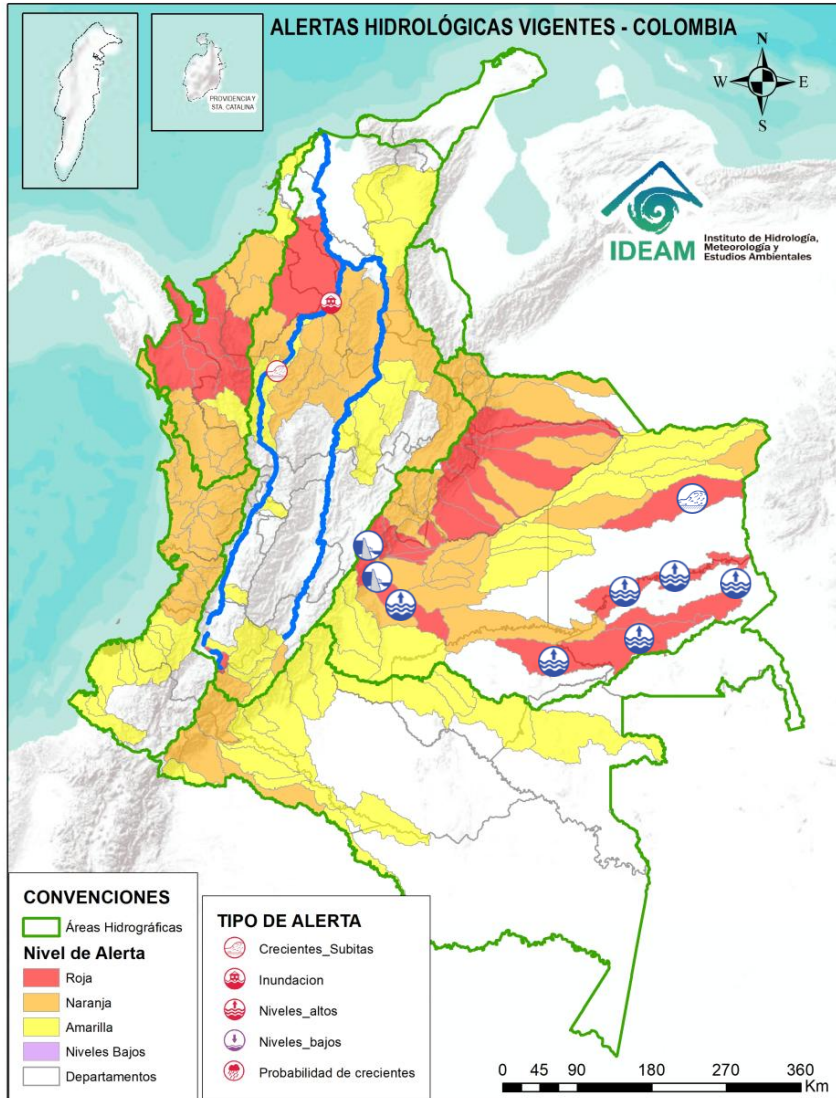 ALERTAS HIDROLÓGICAS VIGENTES - COLOMBIA
PROVIDENCIA Y
STA. CATALINA
N
W
E
S
IDEAM
Instituto de Hidrología,
Meteorología y
Estudios Ambientales
CONVENCIONES
Áreas Hidrográficas
Nivel de Alerta
Roja
Naranja
Amarilla
Niveles Bajos
Departamentos
TIPO DE ALERTA
Crecientes_Subitas
Inundacion
Niveles_altos
Niveles_bajos
Probabilidad de crecientes
0 45 90 180 270 360
Km